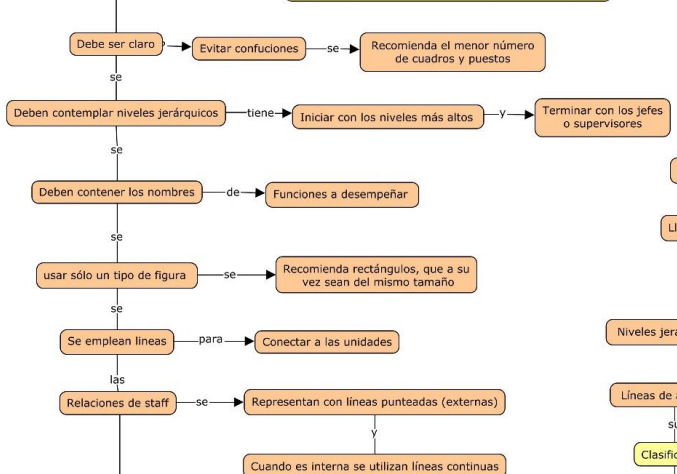 Debe ser claro
Evitar confuciones
se
Recomienda el menor número
de cuadros y puestos
se
Deben contemplar niveles jerárquicos
tiene
Iniciar con los niveles más altos
y
Terminar con los jefes
o supervisores
se
Deben contener los nombres
de
Funciones a desempeñar
se
usar sólo un tipo de figura
se
Recomienda rectángulos, que a su
vez sean del mismo tamaño
se
Se emplean lineas
para
Conectar a las unidades
Niveles
las
Relaciones de staff
se
Representan con líneas punteadas (externas)
Líneas de
y
Cuando es interna se utilizan líneas continuas